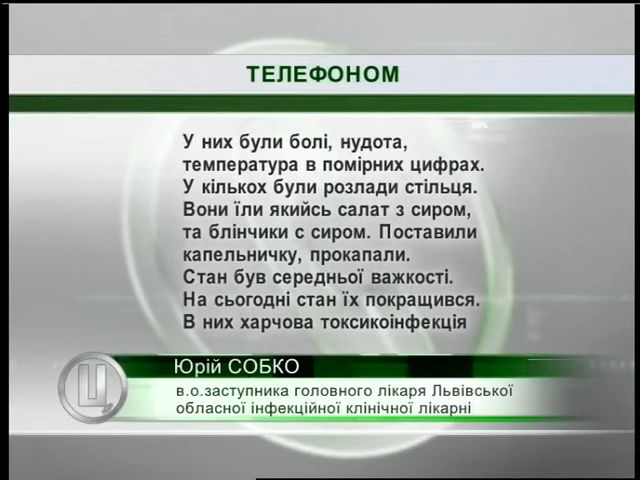 ТЕЛЕФОНОМ
У них були болі, нудота,
температура в помірних цифрах.
У кількох були розлади стільця.
Вони їли якийсь салат з сиром,
та блінчики с сиром. Поставили
капельничку, прокапали.
Стан був середньої важкості.
На сьогодні стан їх покращився.
В них харчова токсикоінфекція
Юрій СОБКО
в.о.заступника головного лікаря Львівської
обласної інфекційної клінічної лікарні